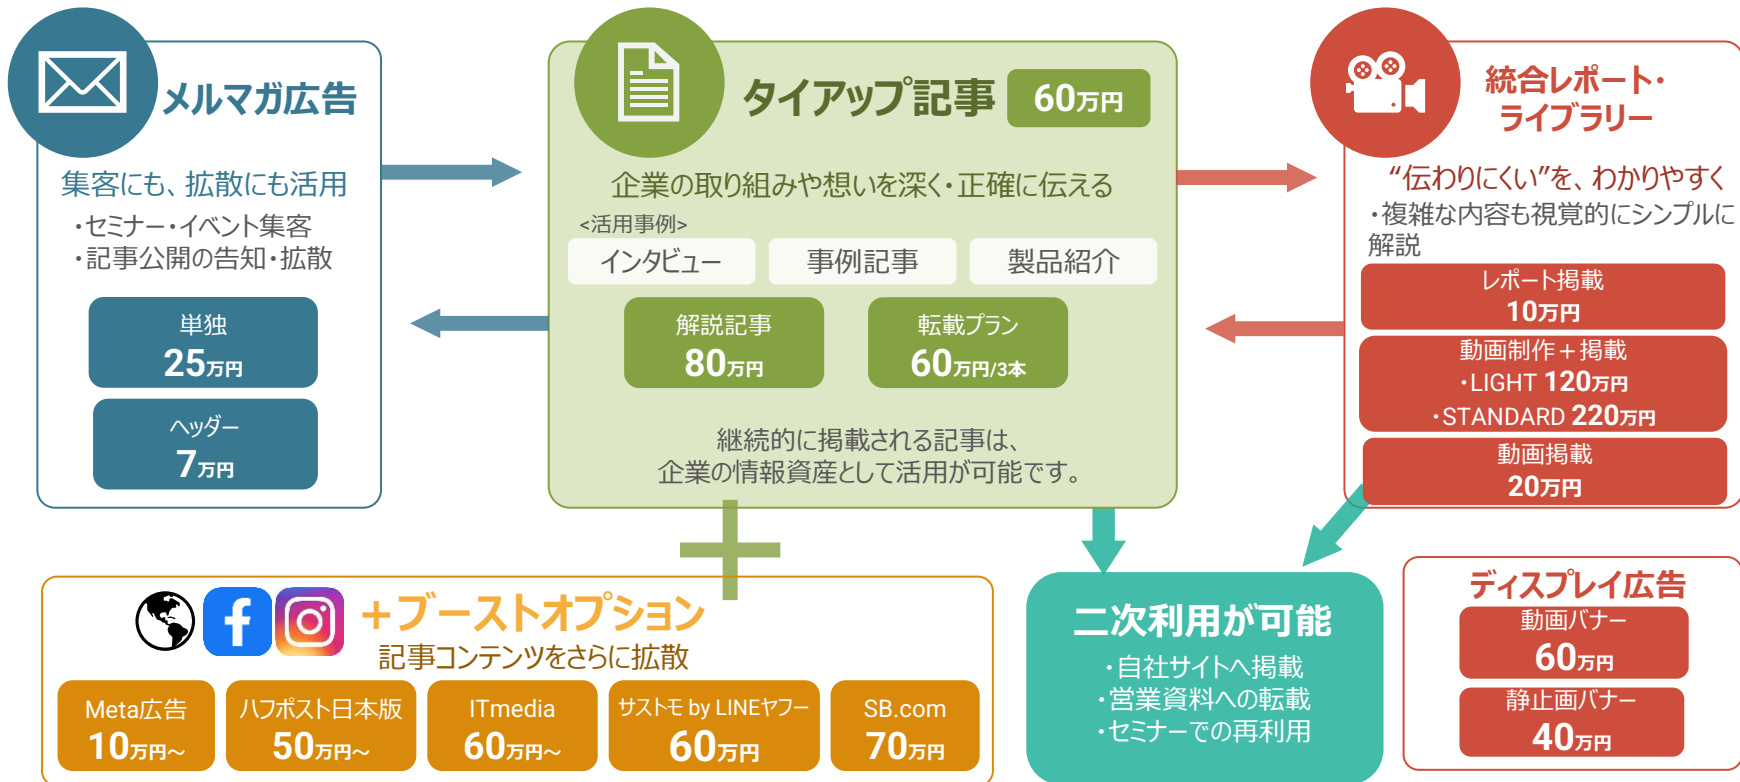 メルマガ広告
集客にも、拡散にも活用
・セミナー・イベント集客
・記事公開の告知・拡散
単独
25万円
ヘッダー
7万円
タイアップ記事
60万円
企業の取り組みや想いを深く・正確に伝える
<活用事例>
インタビュー
事例記事
製品紹介
解説記事
80万円
転載プラン
60万円/3本
継続的に掲載される記事は、
企業の情報資産として活用が可能です。
統合レポート・
ライブラリー
“伝わりにくい”を、わかりやすく
・複雑な内容も視覚的にシンプルに
解説
レポート掲載
10万円
動画制作＋掲載
・LIGHT 120万円
・STANDARD 220万円
動画掲載
20万円
＋ブーストオプション
記事コンテンツをさらに拡散
Meta広告
10万円～
ハフポスト日本版
50万円～
ITmedia
60万円～
サストモ by LINEヤフー
60万円
SB.com
70万円
二次利用が可能
・自社サイトへ掲載
・営業資料への転載
・セミナーでの再利用
ディスプレイ広告
動画バナー
60万円
静止画バナー
40万円